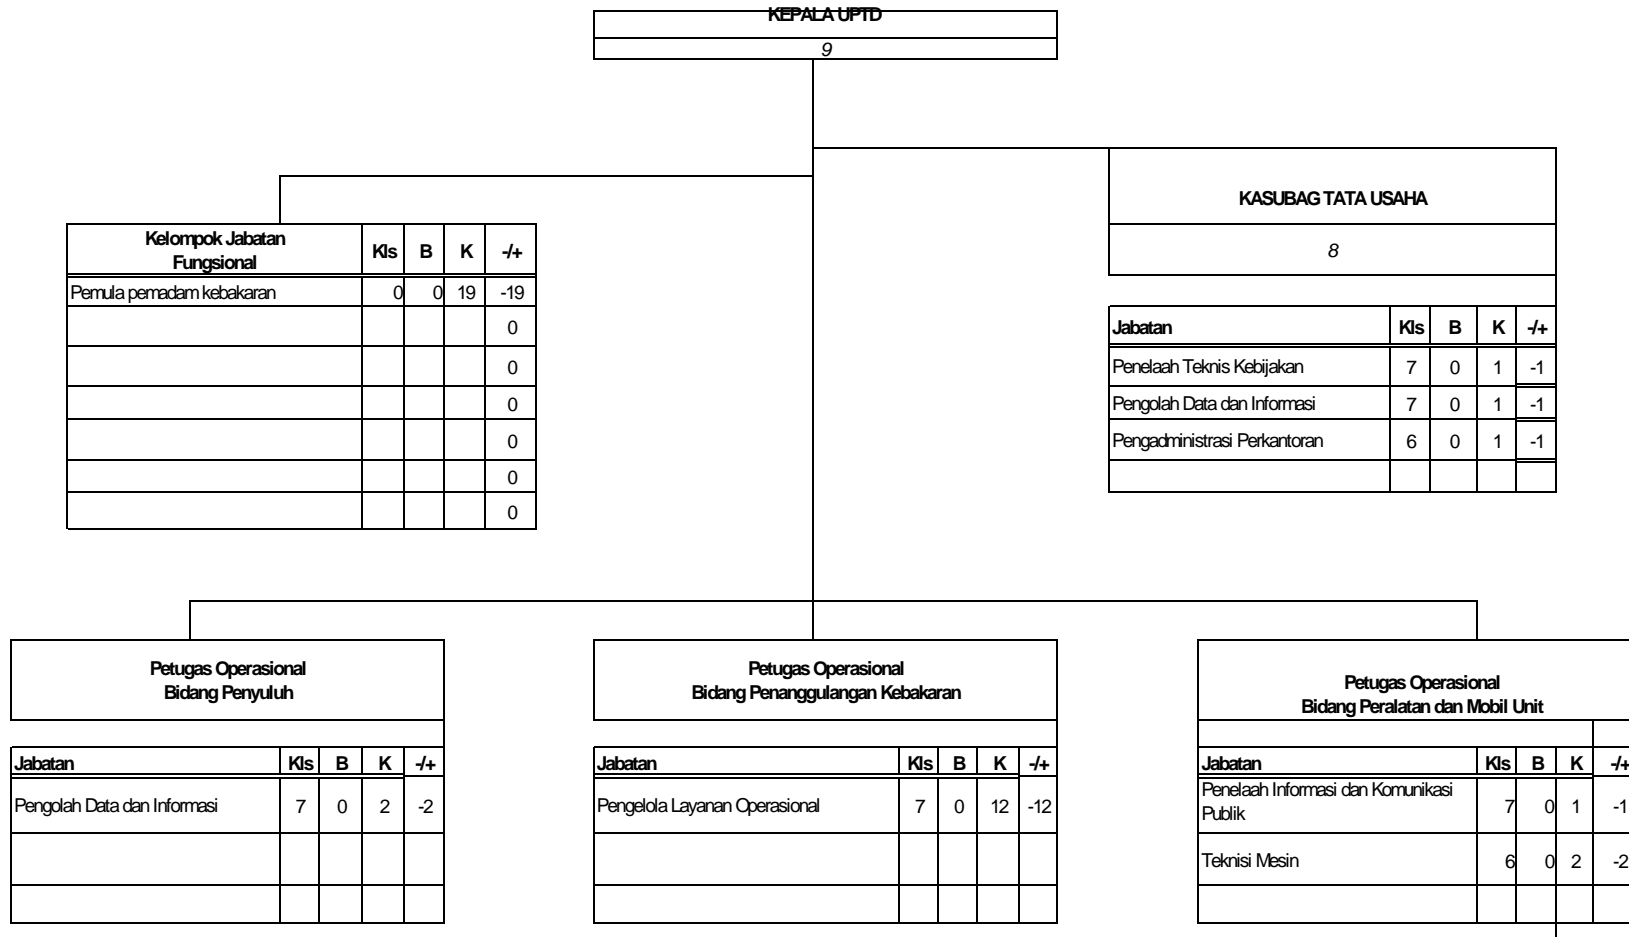 KEPALA UPTD
9
KASUBAG TATA USAHA
8
Kelompok Jabatan
Fungsional Kls B K -/+
Pemula pemadam kebakaran 0 0 19 -19
0
0
0
0
0
0
Jabatan Kls B K -/+
Penelaah Teknis Kebijakan 7 0 1 -1
Pengolah Data dan Informasi 7 0 1 -1
Pengadministrasi Perkantoran 6 0 1 -1
Petugas Operasional
Bidang Penyuluh
Jabatan Kls B K -/+
Pengolah Data dan Informasi 7 0 2 -2
Petugas Operasional
Bidang Penanggulangan Kebakaran
Jabatan Kls B K -/+
Pengelola Layanan Operasional 7 0 12 -12
Petugas Operasional
Bidang Peralatan dan Mobil Unit
Jabatan Kls B K -/+
Penelaah Informasi dan Komunikasi
Publik 7 0 1 -1
Teknisi Mesin 6 0 2 -2